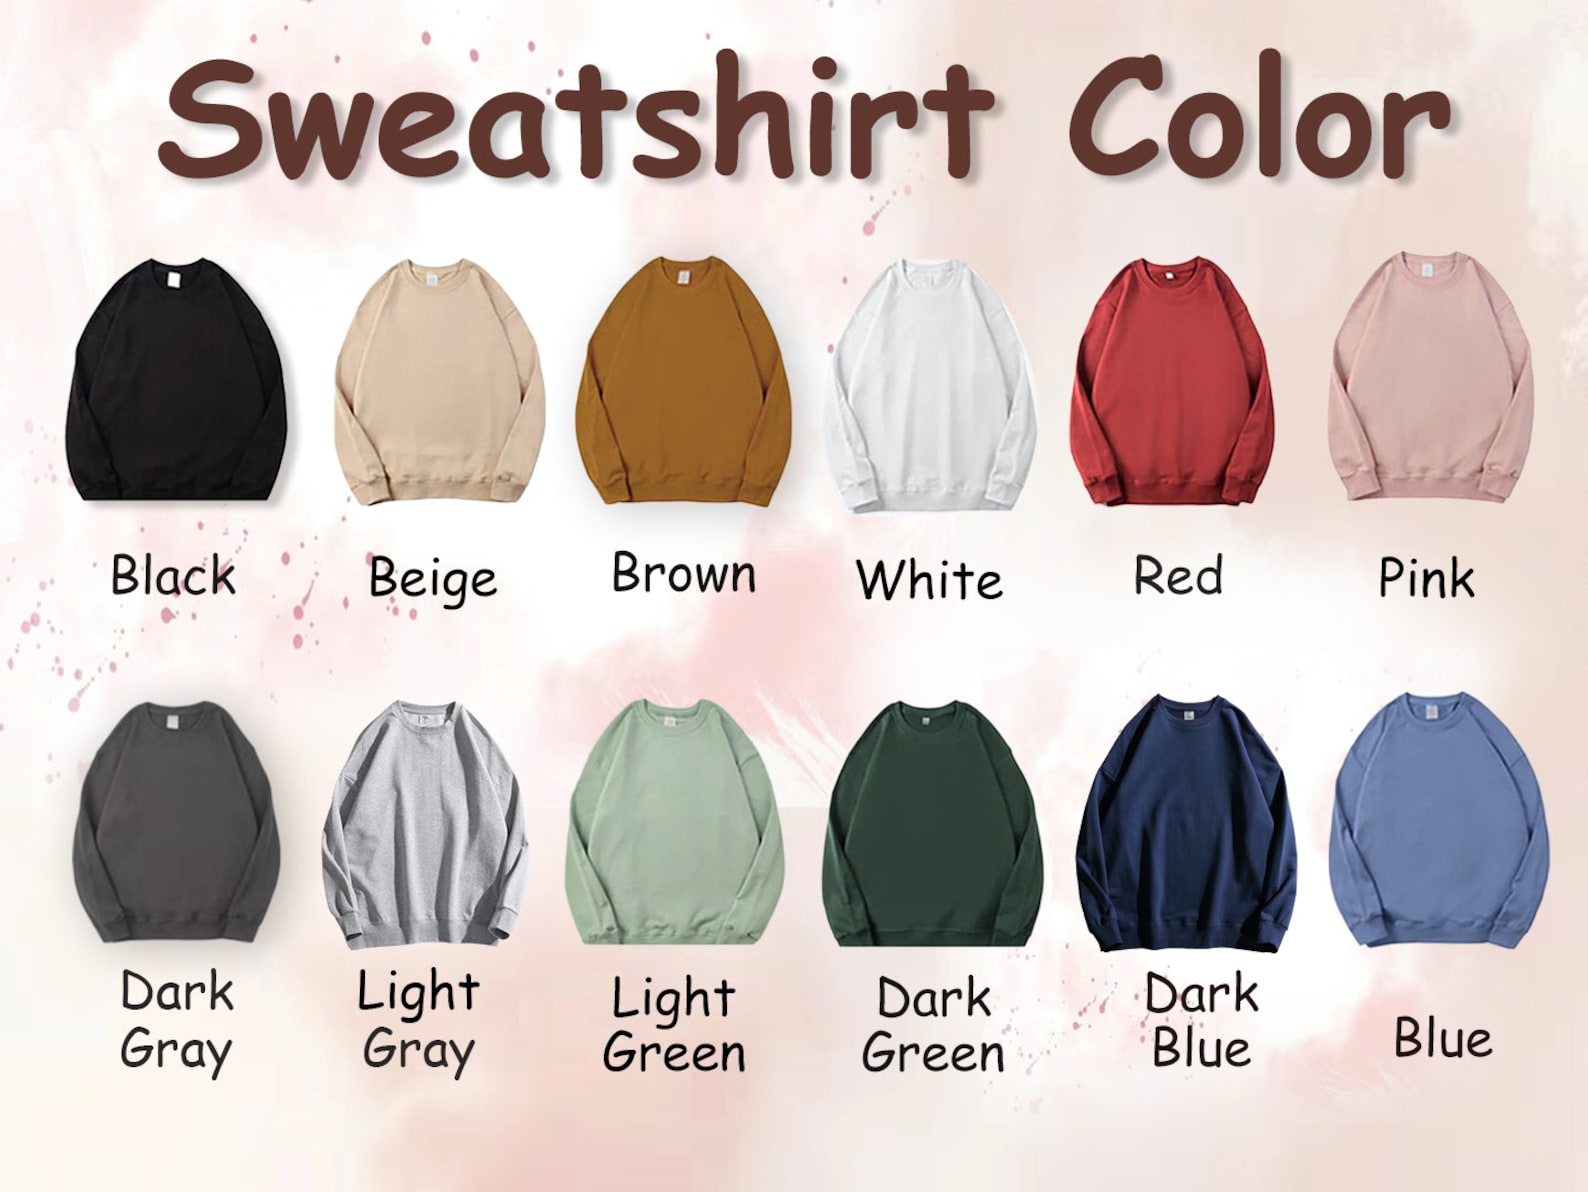 Sweatshirt Color
Black
Beige
Brown
White
Red
Pink
Dark
Gray
Light
Gray
Light
Green
Dark
Green
Dark
Blue
Blue